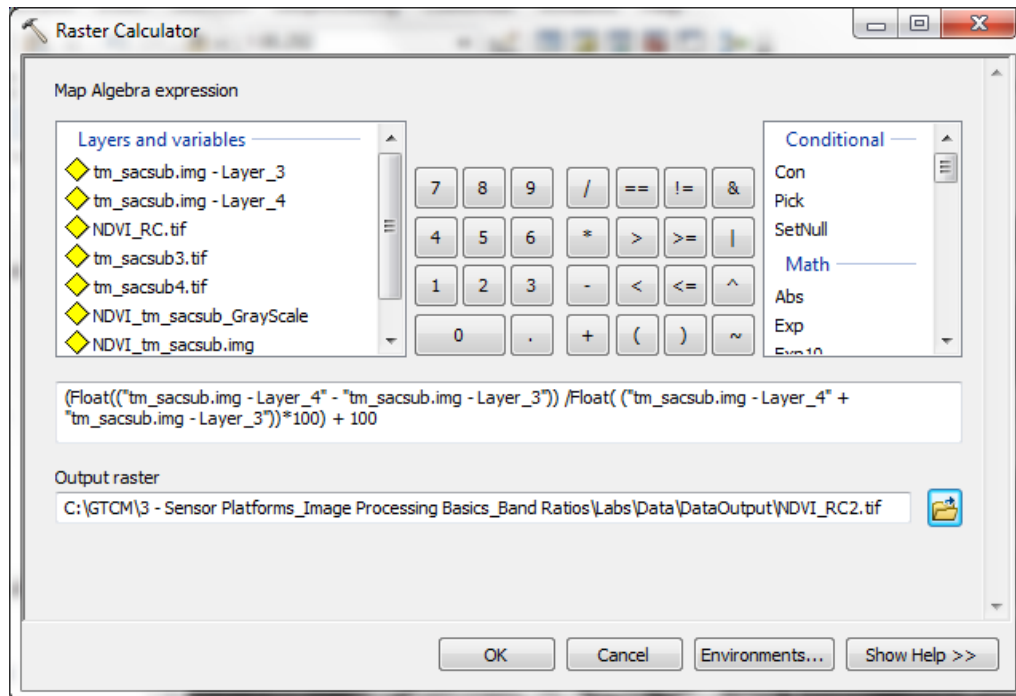 Raster Calculator
Map Algebra expression
Layers and variables
tm_sacsub.img - Layer_3
tm_sacsub.img - Layer_4
NDVI_RC.tif
tm_sacsub3.tif
tm_sacsub4.tif
NDVI_tm_sacsub_GrayScale
NDVI_tm_sacsub.img
7 8 9 / == != &
4 5 6 * > >= |
1 2 3 - < <= ^
0 . + ( ) ~
Conditional
Con
Pick
SetNull
Math
Abs
Exp
Exp10
(Float(("tm_sacsub.img - Layer_4" - "tm_sacsub.img - Layer_3")) /Float( ("tm_sacsub.img - Layer_4" +
"tm_sacsub.img - Layer_3"))*100) + 100
Output raster
C:\GTCM\3 - Sensor Platforms_Image Processing Basics_Band Ratios\Labs\Data\DataOutput\NDVI_RC2.tif
OK Cancel Environments... Show Help >>